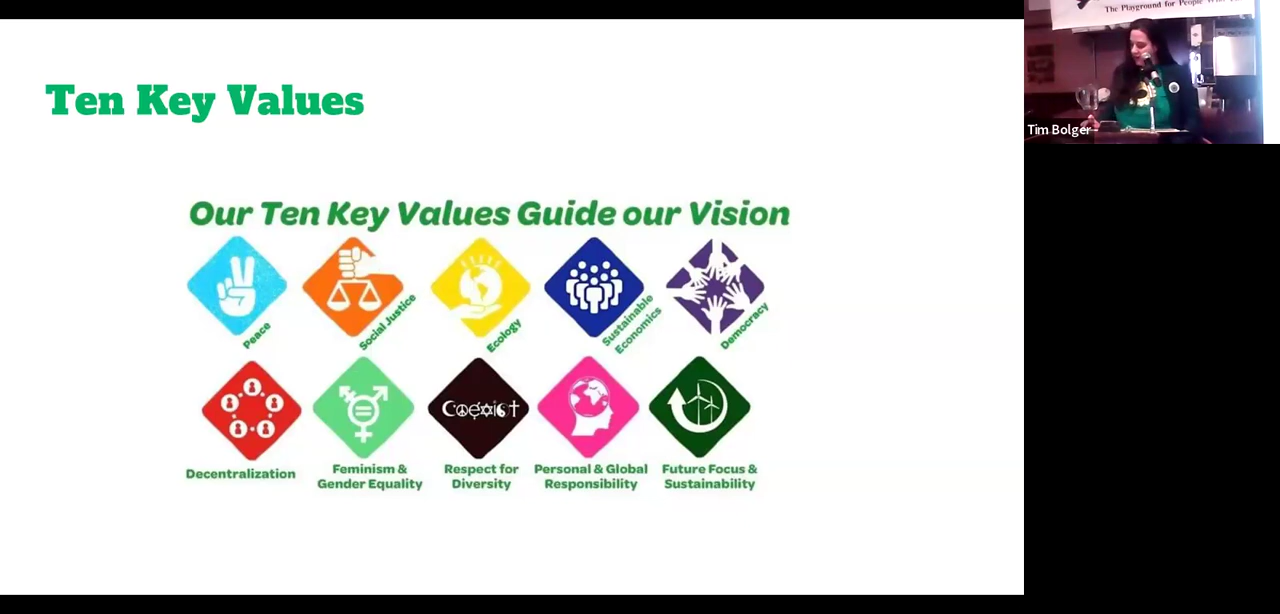 Ten Key Values
Our Ten Key Values Guide our Vision
Peace
Social Justice
Ecology
Sustainable
Economics
Democracy
Coexist
Decentralization
Feminism &
Gender Equality
Respect for
Diversity
Personal & Global
Responsibility
Future Focus &
Sustainability
The Playground for People
Tim Bolger